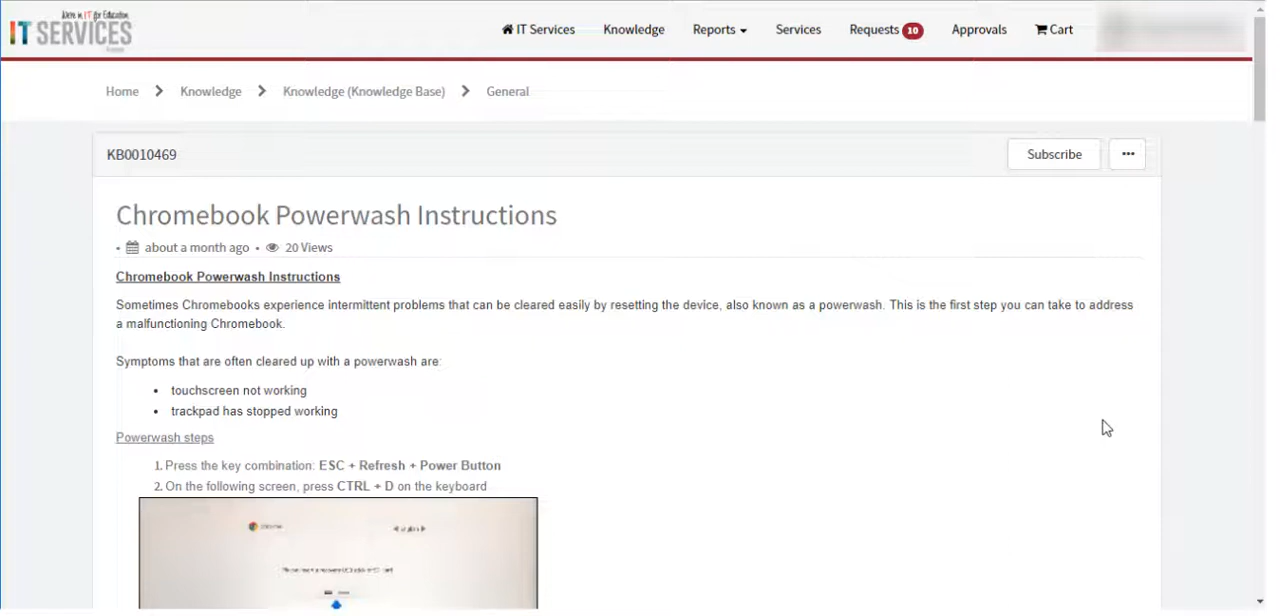 Here in IT for Education
IT SERVICES
IT Services
Knowledge
Reports
Services
Requests 10
Approvals
Cart
Home > Knowledge > Knowledge (Knowledge Base) > General
KB0010469
Subscribe
Chromebook Powerwash Instructions
• about a month ago • 20 Views
Chromebook Powerwash Instructions
Sometimes Chromebooks experience intermittent problems that can be cleared easily by resetting the device, also known as a powerwash. This is the first step you can take to address
a malfunctioning Chromebook.
Symptoms that are often cleared up with a powerwash are:
• touchscreen not working
• trackpad has stopped working
Powerwash steps
1. Press the key combination: ESC + Refresh + Power Button
2. On the following screen, press CTRL + D on the keyboard